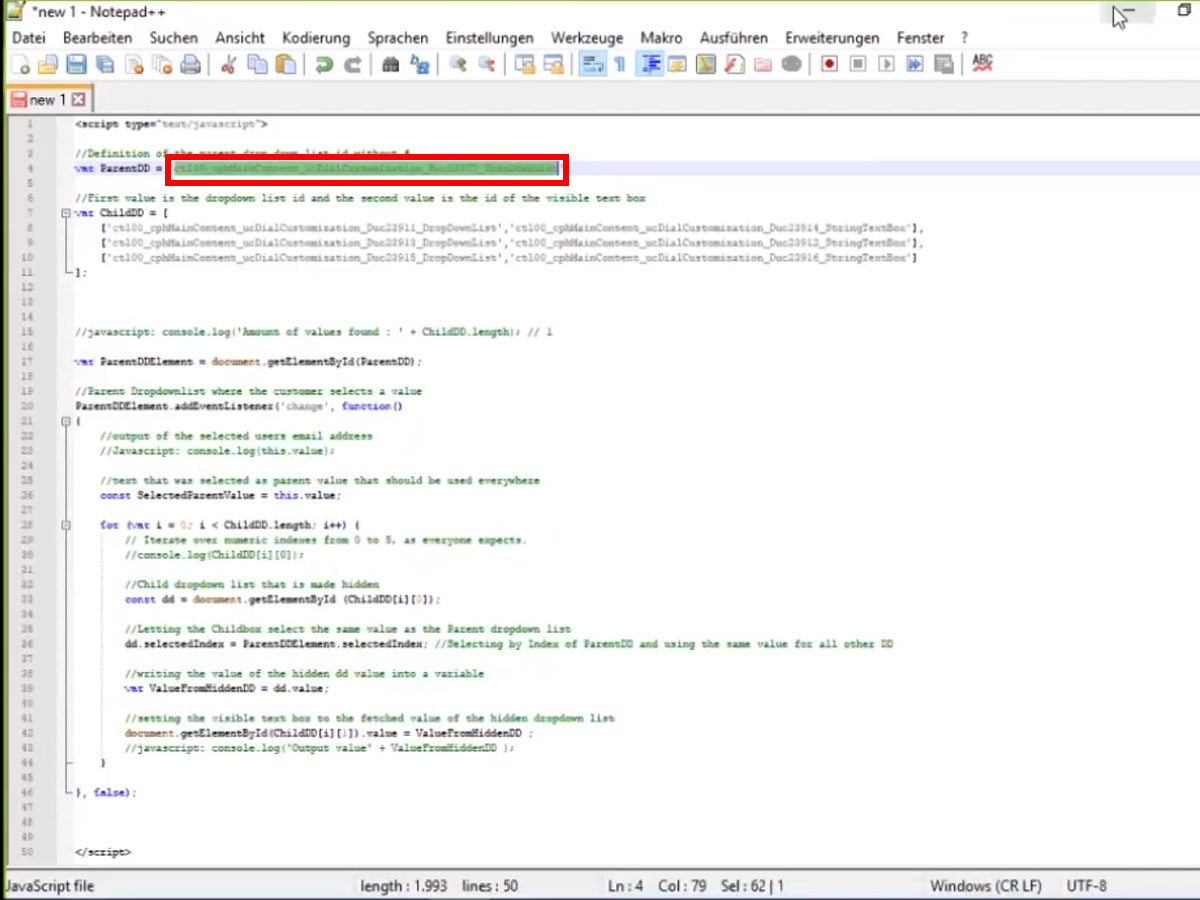 *new 1 - Notepad++
Datei Bearbeiten Suchen Ansicht Kodierung Sprachen Einstellungen Werkzeuge Makro Ausführen Erweiterungen Fenster ?
ABC
new 1
1 <script type="text/javascript">
2
3 //Definition of the parent drop down list id without #
4 var ParentDD =
5
6 //First value is the dropdown list id and the second value is the id of the visible text box
7 var ChildDD = [
8 ['ctl00_cphMainContent_ucDialCustomization_Duc23911_DropDownList','ctl00_cphMainContent_ucDialCustomization_Duc23914_StringTextBox'],
9 ['ctl00_cphMainContent_ucDialCustomization_Duc23913_DropDownList','ctl00_cphMainContent_ucDialCustomization_Duc23912_StringTextBox'],
10 ['ctl00_cphMainContent_ucDialCustomization_Duc23915_DropDownList','ctl00_cphMainContent_ucDialCustomization_Duc23916_StringTextBox']
11 ];
12
13
14
15 //javascript: console.log('Amount of values found : ' + ChildDD.length); // 1
16
17 var ParentDDElement = document.getElementById(ParentDD);
18
19 //Parent Dropdownlist where the customer selects a value
20 ParentDDElement.addEventListener('change', function()
21 {
22 //output of the selected users email address
23 //Javascript: console.log(this.value);
24
25 //text that was selected as parent value that should be used everywhere
26 const SelectedParentValue = this.value;
27
28 for (var i = 0; i < ChildDD.length; i++) {
29 // Iterate over numeric indexes from 0 to 5, as everyone expects.
30 //console.log(ChildDD[i][0]);
31
32 //Child dropdown list that is made hidden
33 const dd = document.getElementById (ChildDD[i][0]);
34
35 //Letting the Childbox select the same value as the Parent dropdown list
36 dd.selectedIndex = ParentDDElement.selectedIndex; //Selecting by Index of ParentDD and using the same value for all other DD
37
38 //writing the value of the hidden dd value into a variable
39 var ValueFromHiddenDD = dd.value;
40
41 //setting the visible text box to the fetched value of the hidden dropdown list
42 document.getElementById(ChildDD[i][1]).value = ValueFromHiddenDD ;
43 //javascript: console.log('Output value' + ValueFromHiddenDD );
44 }
45
46 }, false);
47
48
49
50 </script>
JavaScript file length : 1.993 lines : 50 Ln : 4 Col : 79 Sel : 62 | 1 Windows (CR LF) UTF-8